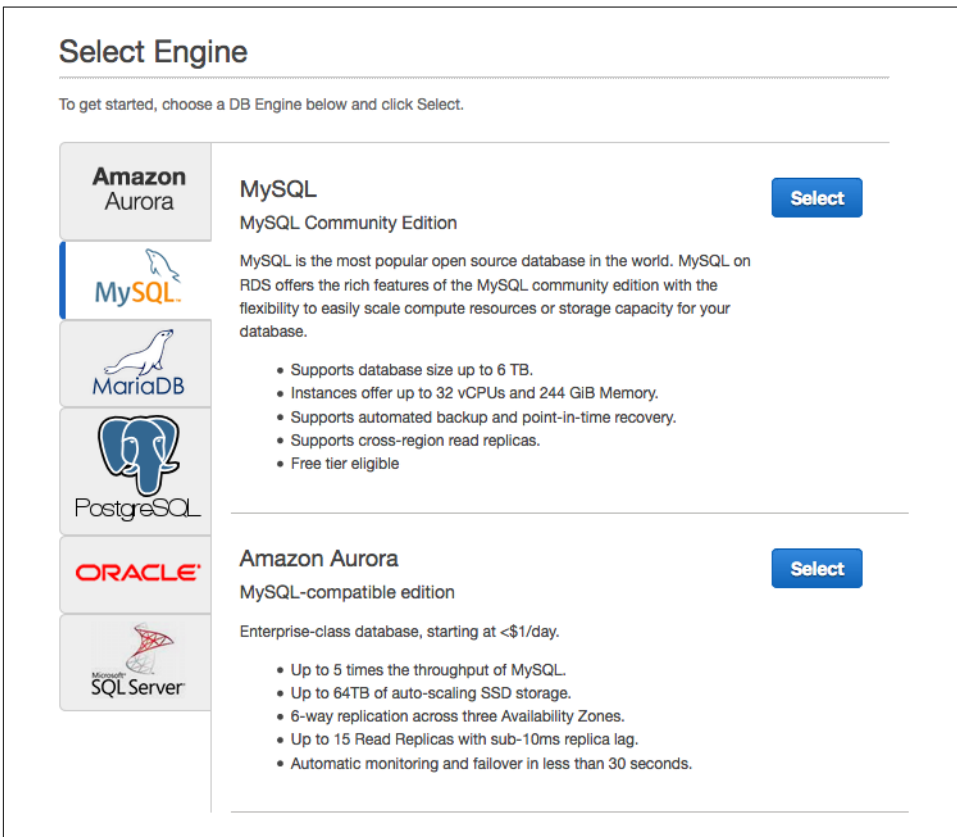 Select Engine
To get started, choose a DB Engine below and click Select.
Amazon
Aurora
MySQL™
MariaDB
PostgreSQL
ORACLE®
Microsoft®
SQL Server®
MySQL
Select
MySQL Community Edition
MySQL is the most popular open source database in the world. MySQL on
RDS offers the rich features of the MySQL community edition with the
flexibility to easily scale compute resources or storage capacity for your
database.
• Supports database size up to 6 TB.
• Instances offer up to 32 vCPUs and 244 GiB Memory.
• Supports automated backup and point-in-time recovery.
• Supports cross-region read replicas.
• Free tier eligible
Amazon Aurora
Select
MySQL-compatible edition
Enterprise-class database, starting at <$1/day.
• Up to 5 times the throughput of MySQL.
• Up to 64TB of auto-scaling SSD storage.
• 6-way replication across three Availability Zones.
• Up to 15 Read Replicas with sub-10ms replica lag.
• Automatic monitoring and failover in less than 30 seconds.